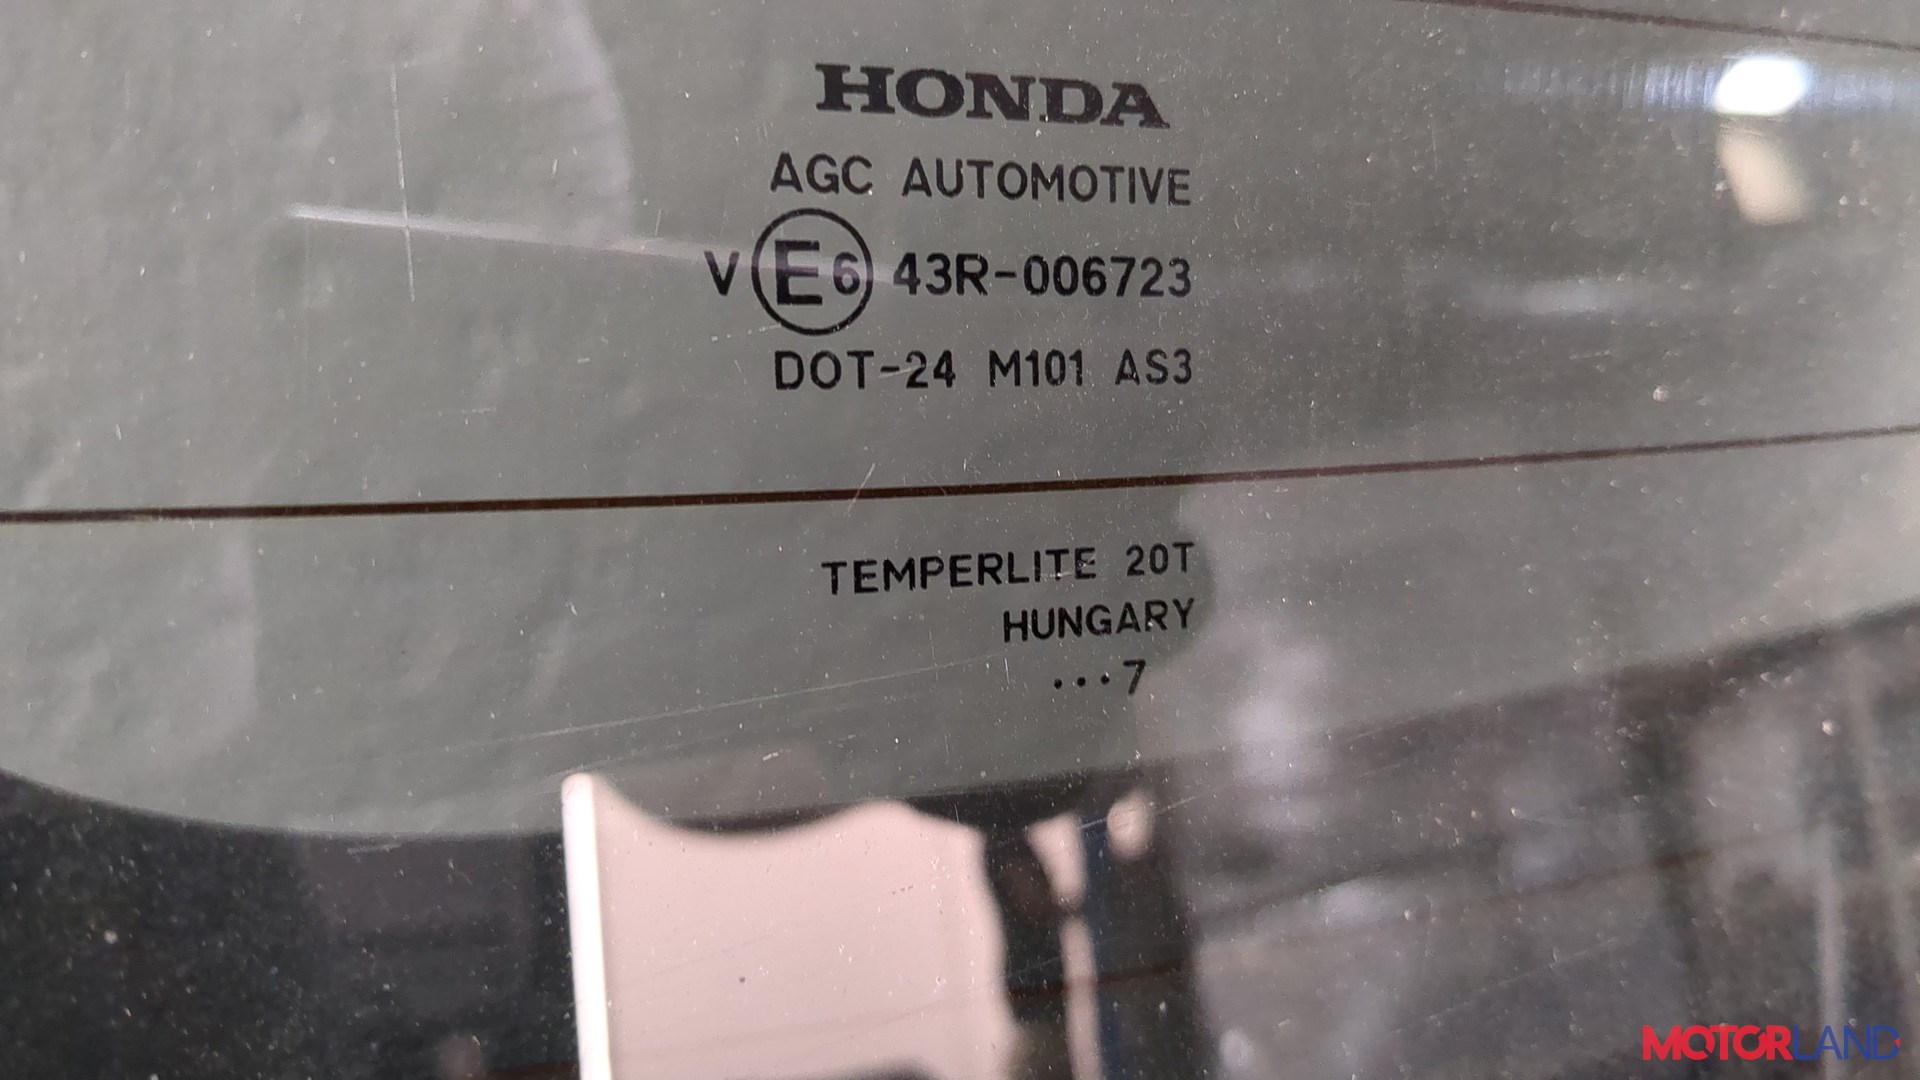 HONDA
AGC AUTOMOTIVE
V E6 43R-006723
DOT-24 M101 AS3
TEMPERLITE 20T
HUNGARY
...7
MOTORLAND